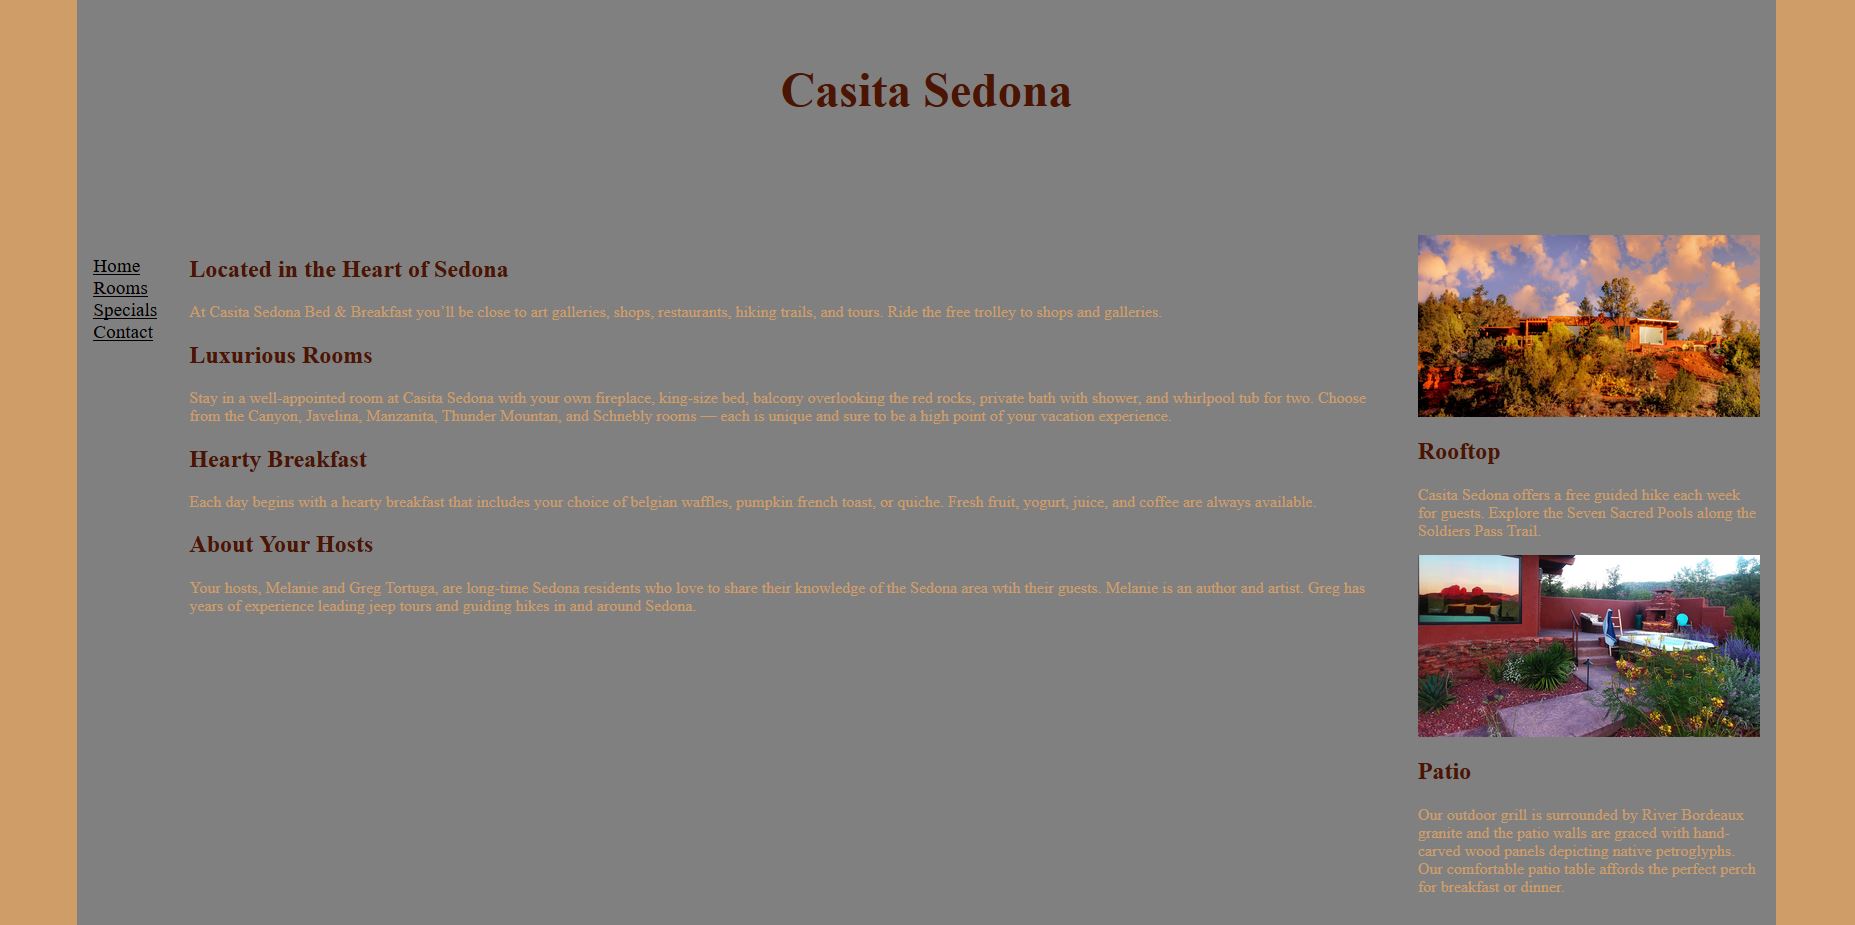 Casita Sedona
Home
Rooms
Specials
Contact
Located in the Heart of Sedona
At Casita Sedona Bed & Breakfast you'll be close to art galleries, shops, restaurants, hiking trails, and tours. Ride the free trolley to shops and galleries.
Luxurious Rooms
Stay in a well-appointed room at Casita Sedona with your own fireplace, king-size bed, balcony overlooking the red rocks, private bath with shower, and whirlpool tub for two. Choose
from the Canyon, Javelina, Manzanita, Thunder Mountan, and Schnebly rooms — each is unique and sure to be a high point of your vacation experience.
Hearty Breakfast
Each day begins with a hearty breakfast that includes your choice of belgian waffles, pumpkin french toast, or quiche. Fresh fruit, yogurt, juice, and coffee are always available.
About Your Hosts
Your hosts, Melanie and Greg Tortuga, are long-time Sedona residents who love to share their knowledge of the Sedona area wtih their guests. Melanie is an author and artist. Greg has
years of experience leading jeep tours and guiding hikes in and around Sedona.
Rooftop
Casita Sedona offers a free guided hike each week
for guests. Explore the Seven Sacred Pools along the
Soldiers Pass Trail.
Patio
Our outdoor grill is surrounded by River Bordeaux
granite and the patio walls are graced with hand-
carved wood panels depicting native petroglyphs.
Our comfortable patio table affords the perfect perch
for breakfast or dinner.